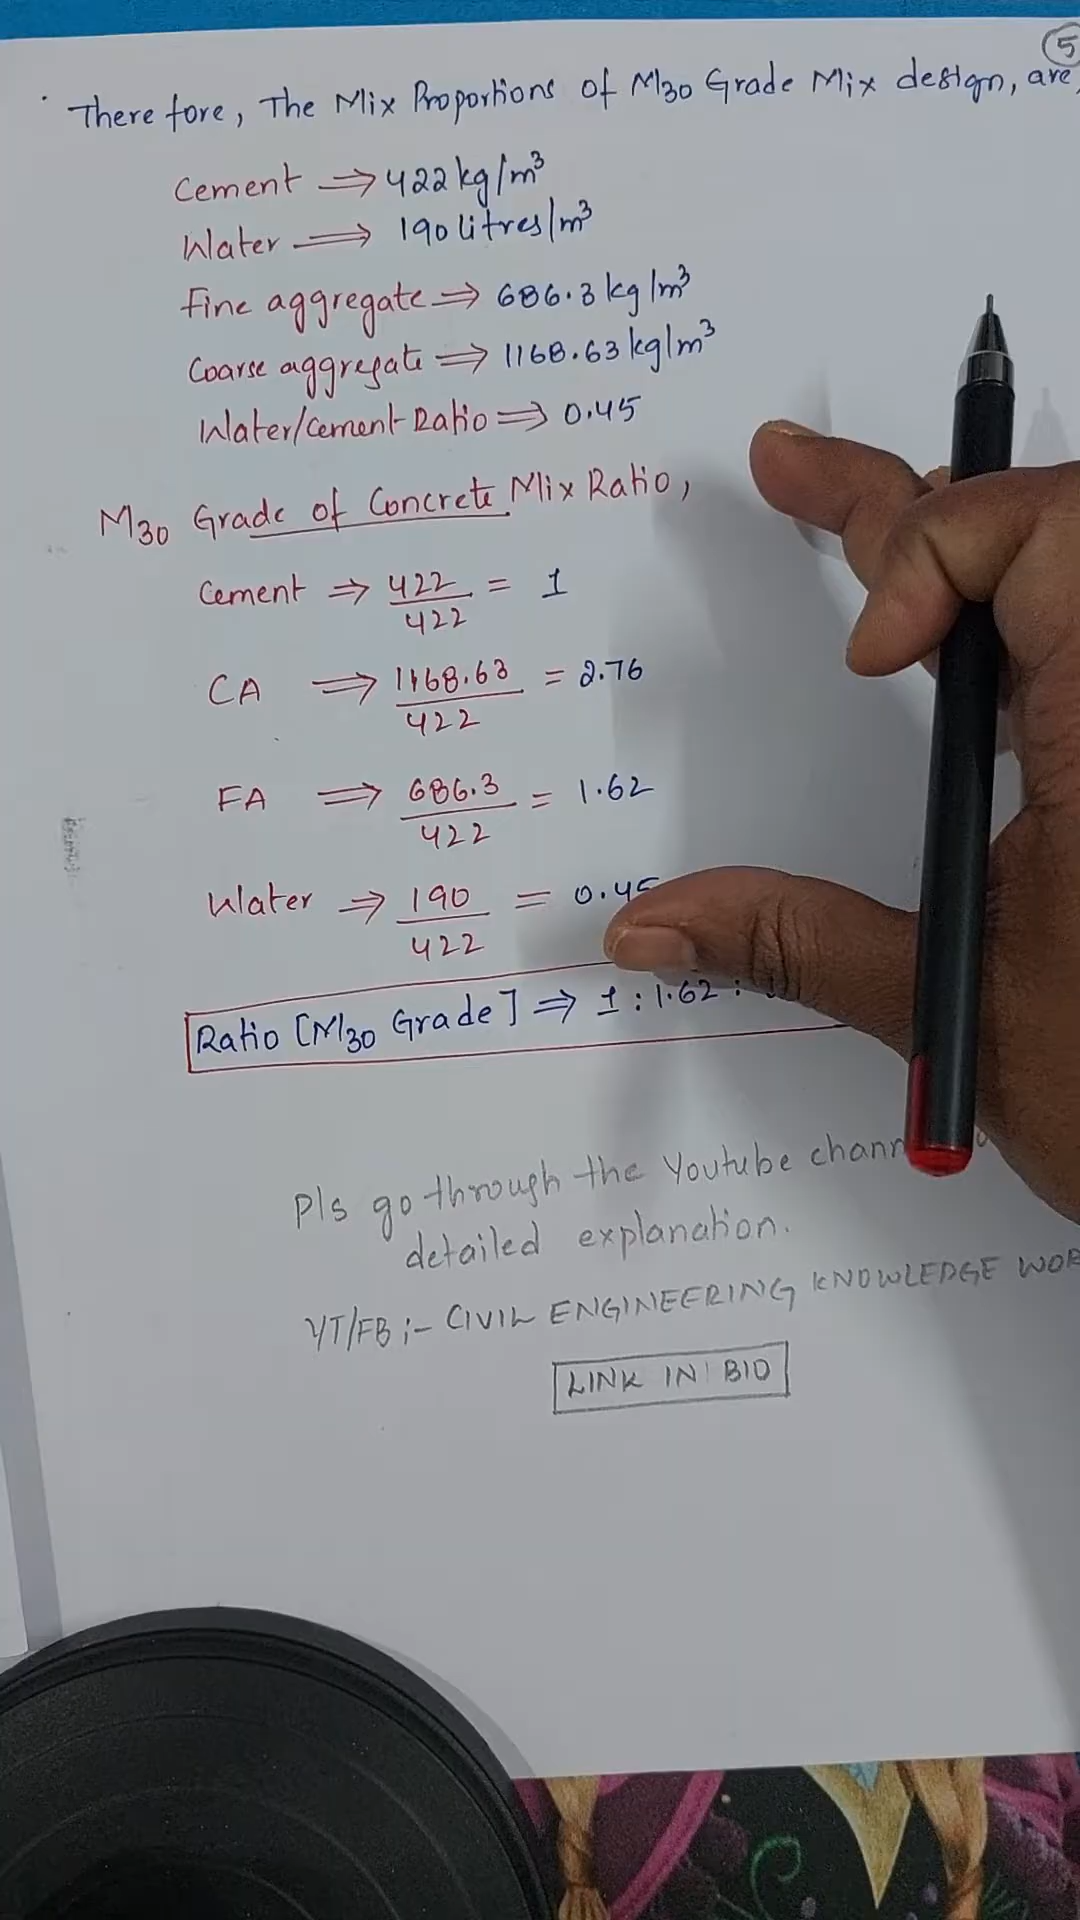 5
Therefore, The Mix Proportions of M30 Grade Mix design, are,
Cement ⇒ 422 kg/m³
Water ⇒ 190 litres/m³
Fine aggregate ⇒ 686.3 kg/m³
Coarse aggregate ⇒ 1168.63 kg/m³
Water/Cement Ratio ⇒ 0.45
M30 Grade of Concrete Mix Ratio,
Cement ⇒ 422/422 = 1
CA ⇒ 1168.63/422 = 2.76
FA ⇒ 686.3/422 = 1.62
Water ⇒ 190/422 = 0.45
Ratio [M30 Grade] ⇒ 1 : 1.62 :
Pls go through the Youtube
detailed explanation.
YT/FB :- CIVIL ENGINEERING KNOWLEDGE
LINK IN BIO